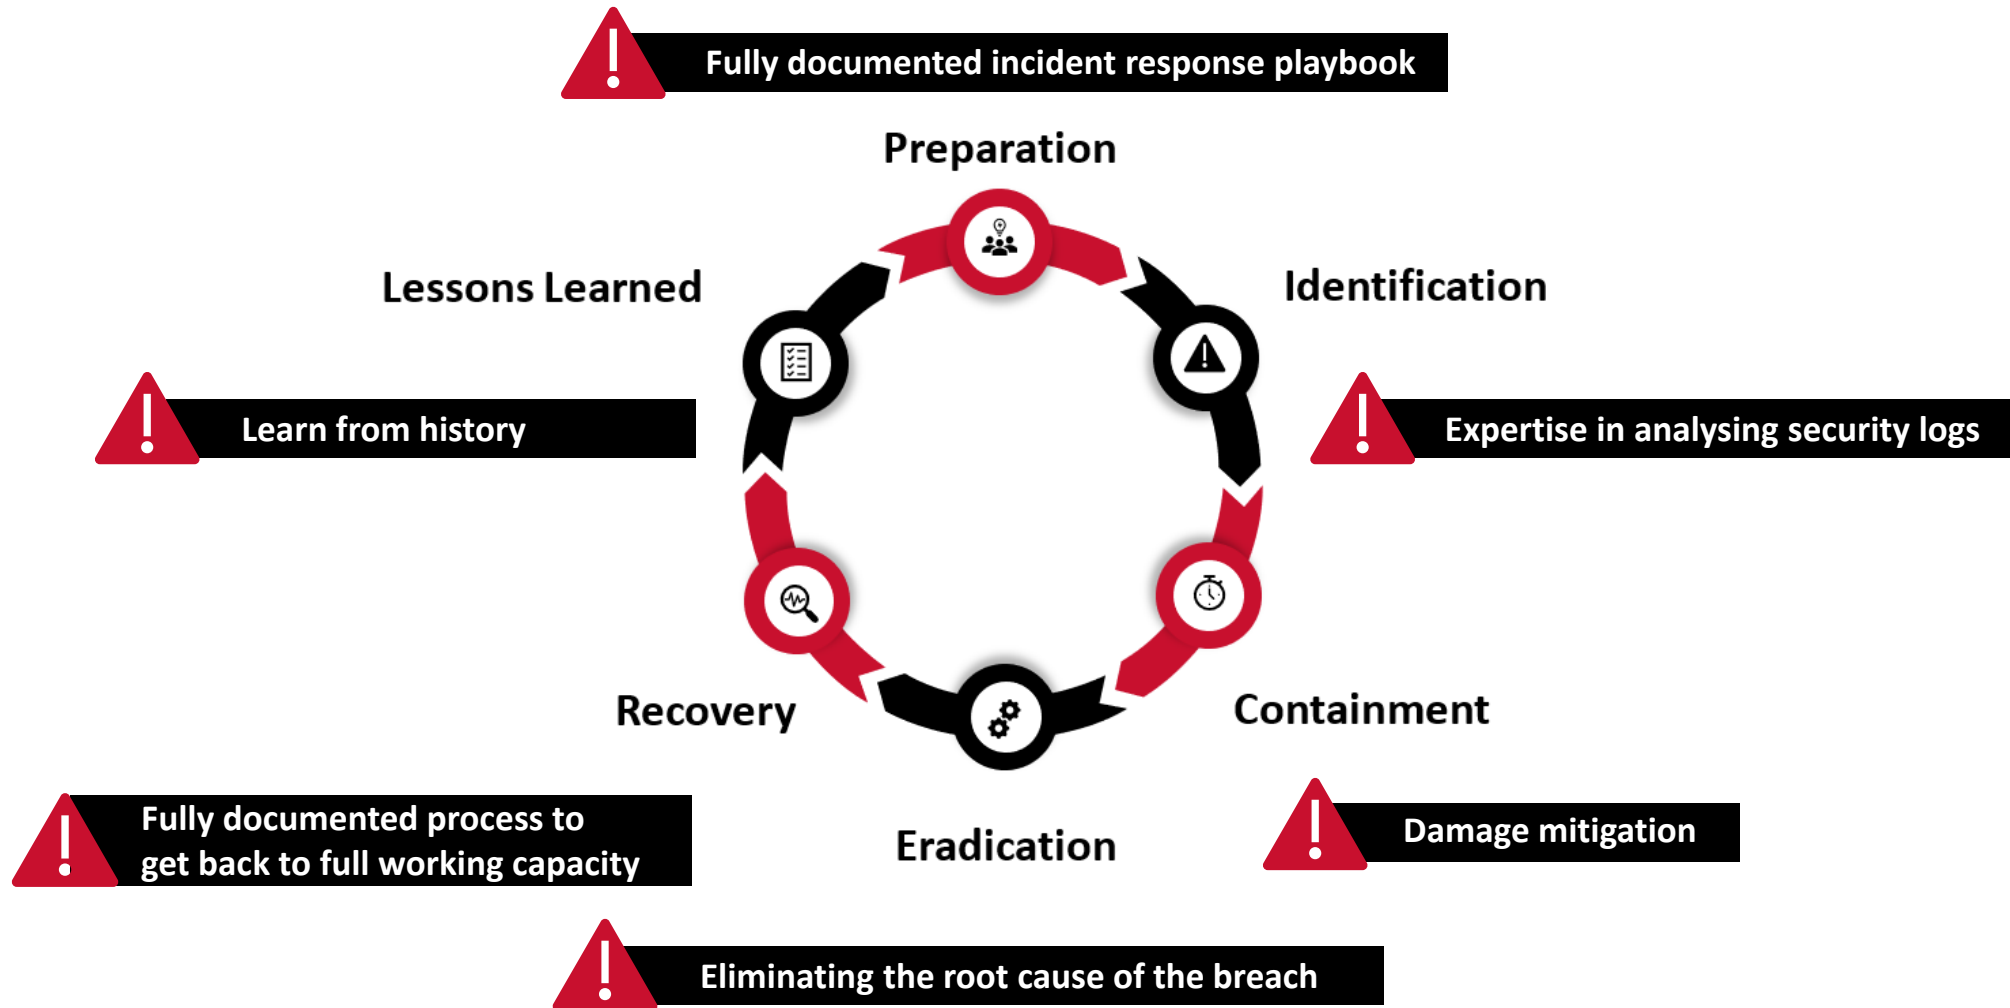 Fully documented incident response playbook
Preparation
Lessons Learned
Identification
Learn from history
Expertise in analysing security logs
Recovery
Containment
Fully documented process to
get back to full working capacity
Eradication
Damage mitigation
Eliminating the root cause of the breach